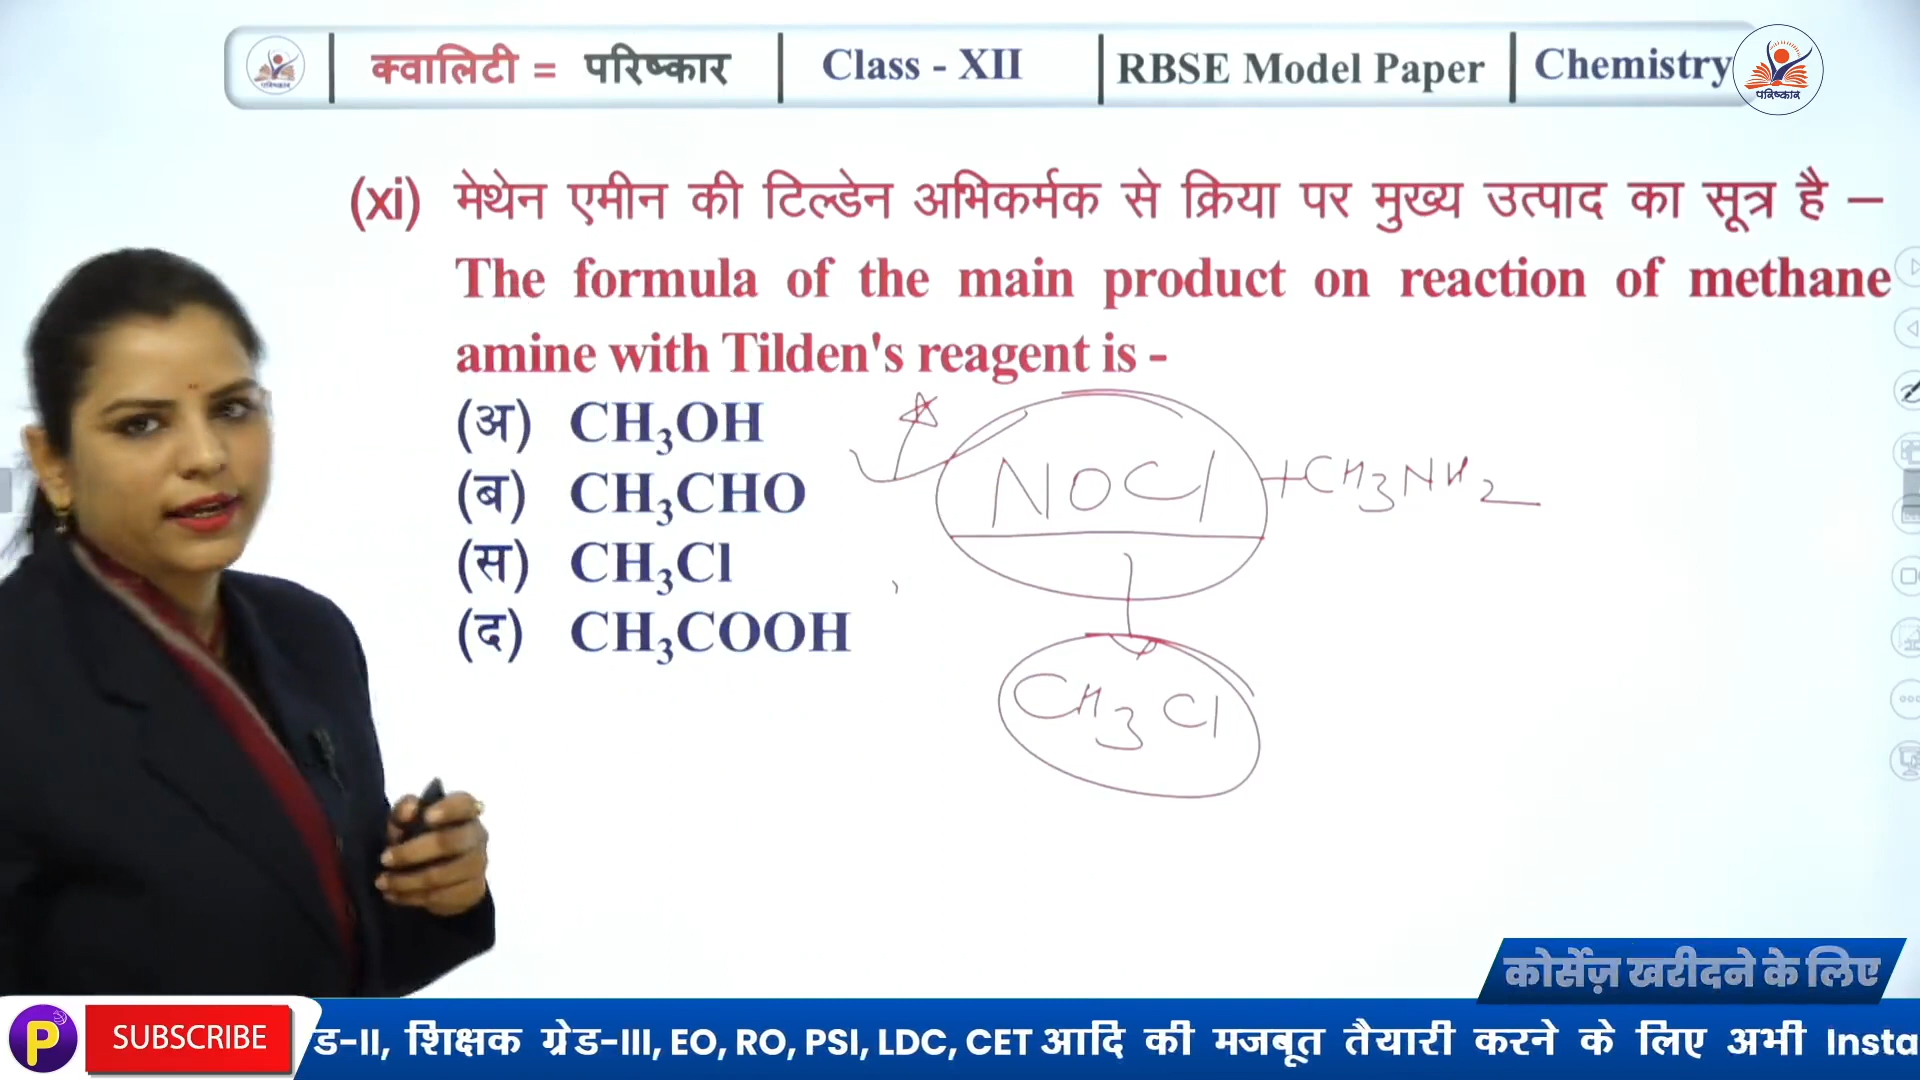 क्वालिटी = परिष्कार | Class - XII | RBSE Model Paper | Chemistry
परिष्कार
(xi) मेथेन एमीन की टिल्डेन अभिकर्मक से क्रिया पर मुख्य उत्पाद का सूत्र है –
The formula of the main product on reaction of methane
amine with Tilden's reagent is -
(अ) CH₃OH
(ब) CH₃CHO
(स) CH₃Cl
(द) CH₃COOH
NOCl + CH₃NH₂
CH₃Cl
कोर्सेज़ खरीदने के लिए
P SUBSCRIBE
ड-II, शिक्षक ग्रेड-III, EO, RO, PSI, LDC, CET आदि की मजबूत तैयारी करने के लिए अभी Insta